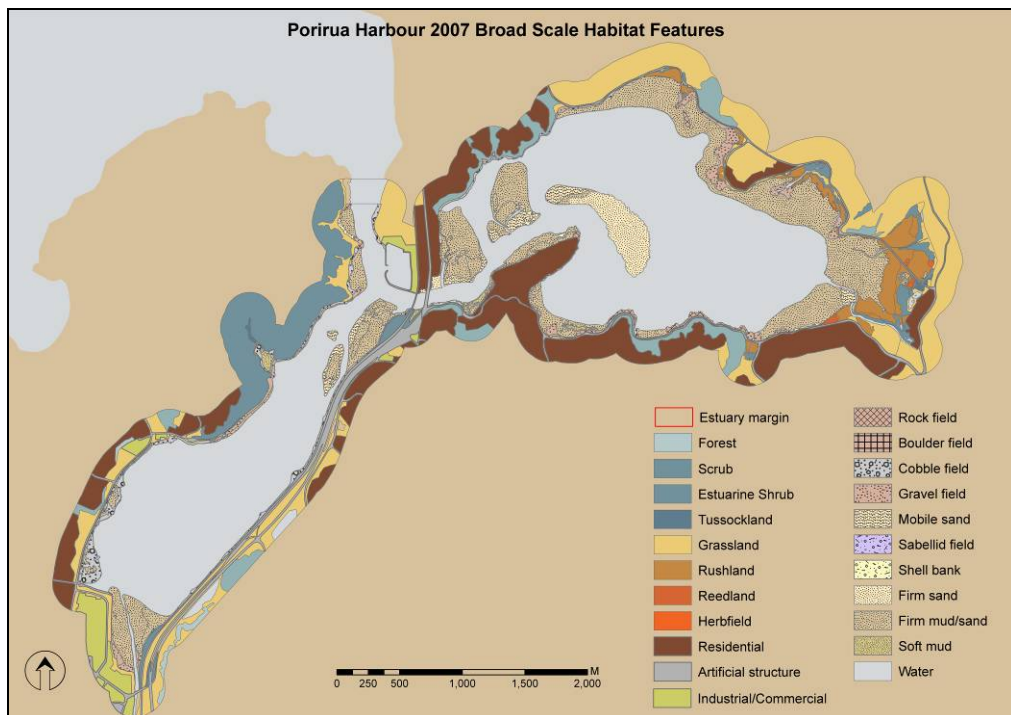 Porirua Harbour 2007 Broad Scale Habitat Features
Estuary margin
Forest
Scrub
Estuarine Shrub
Tussockland
Grassland
Rushland
Reedland
Herbfield
Residential
Artificial structure
Industrial/Commercial
Rock field
Boulder field
Cobble field
Gravel field
Mobile sand
Sabellid field
Shell bank
Firm sand
Firm mud/sand
Soft mud
Water
M
0 250 500 1,000 1,500 2,000